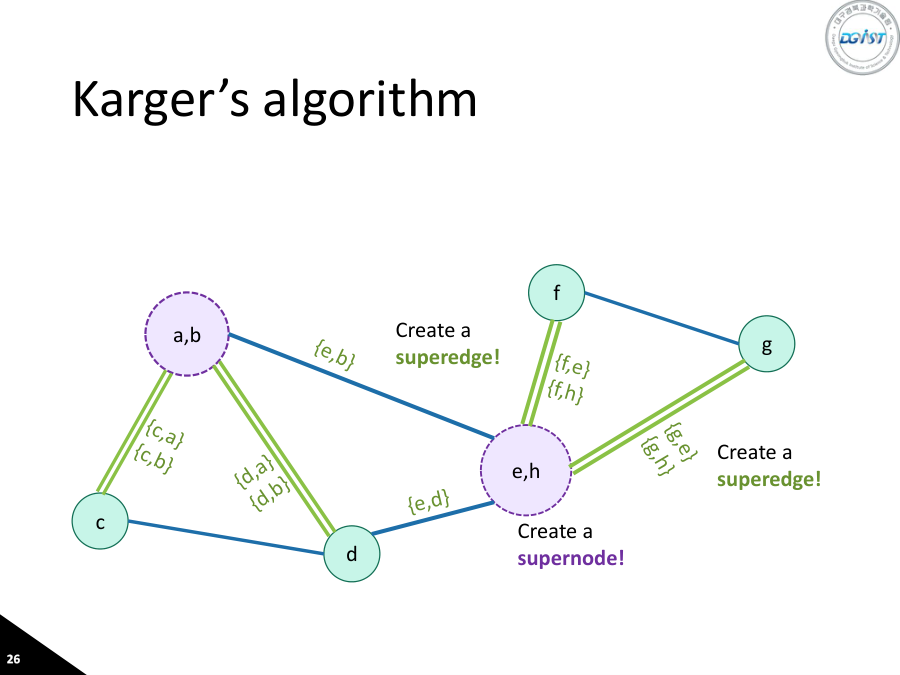 DGIST
Karger's algorithm
f
a,b
Create a
superedge!
g
{e,b}
{f,e}
{f,h}
{c,a}
{c,b}
{d,a}
{d,b}
{g,e}
{g,h}
Create a
superedge!
e,h
{e,d}
c
Create a
supernode!
d
26